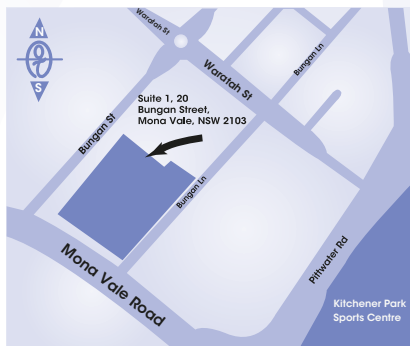 Waratah St
N
S
Bungan Ln
Waratah St
Suite 1, 20
Bungan Street,
Mona Vale, NSW 2103
Bungan St
Bungan Ln
Mona Vale Road
Pittwater Rd
Kitchener Park
Sports Centre